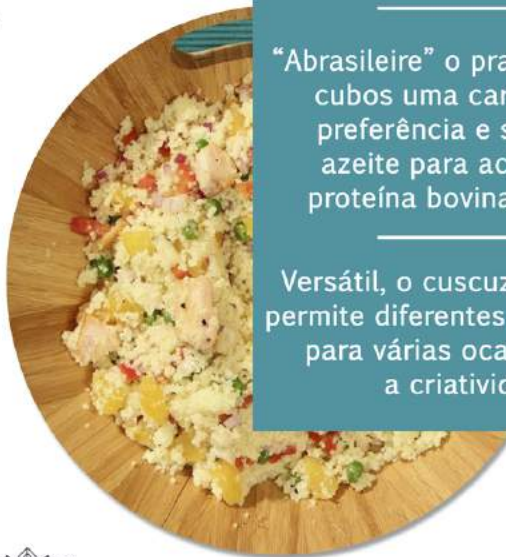 “Abrasileire” o pra
cubos uma car
preferência e s
azeite para ac
proteína bovina
Versátil, o cuscuz
permite diferentes
para várias oca
a criativid